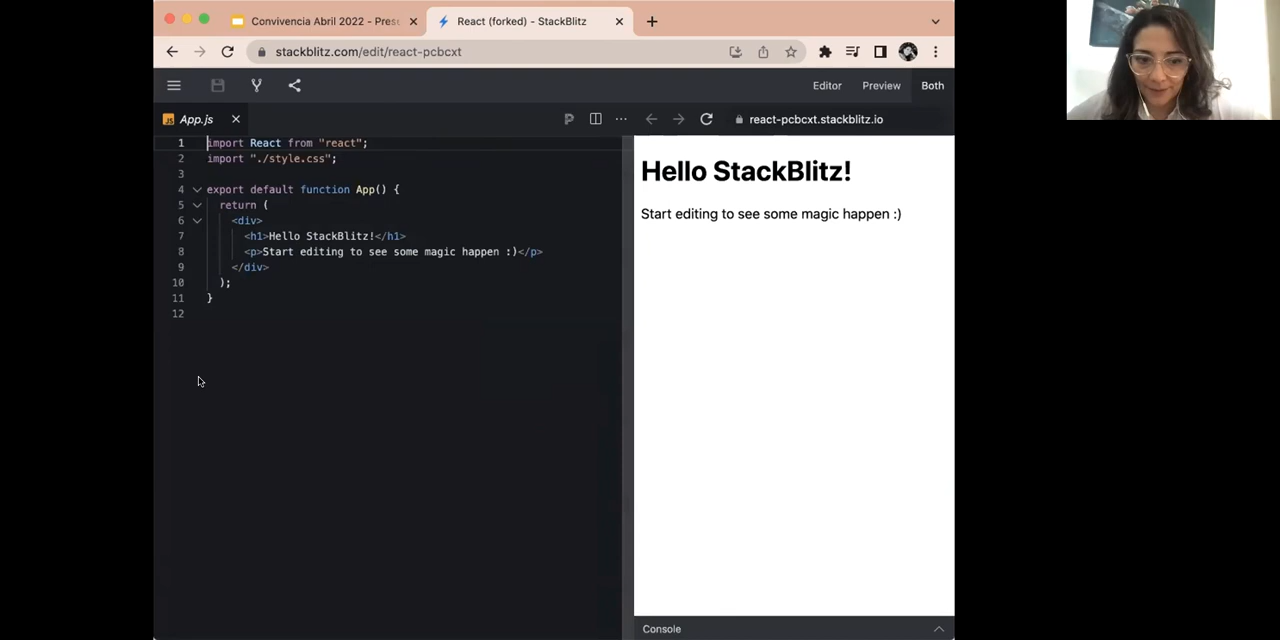 Convivencia Abril 2022 - Prese
React (forked) - StackBlitz
stackblitz.com/edit/react-pcbcxt
Editor
Preview
Both
JS App.js
react-pcbcxt.stackblitz.io
1 import React from "react";
2 import "./style.css";
3
4 export default function App() {
5 return (
6 <div>
7 <h1>Hello StackBlitz!</h1>
8 <p>Start editing to see some magic happen :)</p>
9 </div>
10 );
11 }
12
Hello StackBlitz!
Start editing to see some magic happen :)
Console